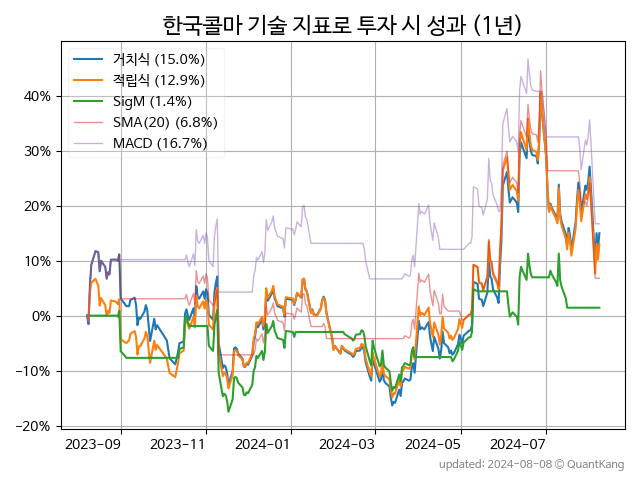 한국콜마 기술 지표로 투자 시 성과 (1년)
거치식 (15.0%)
적립식 (12.9%)
SigM (1.4%)
SMA(20) (6.8%)
MACD (16.7%)
40%
30%
20%
10%
0%
−10%
−20%
2023-09 2023-11 2024-01 2024-03 2024-05 2024-07
updated: 2024-08-08 © QuantKang